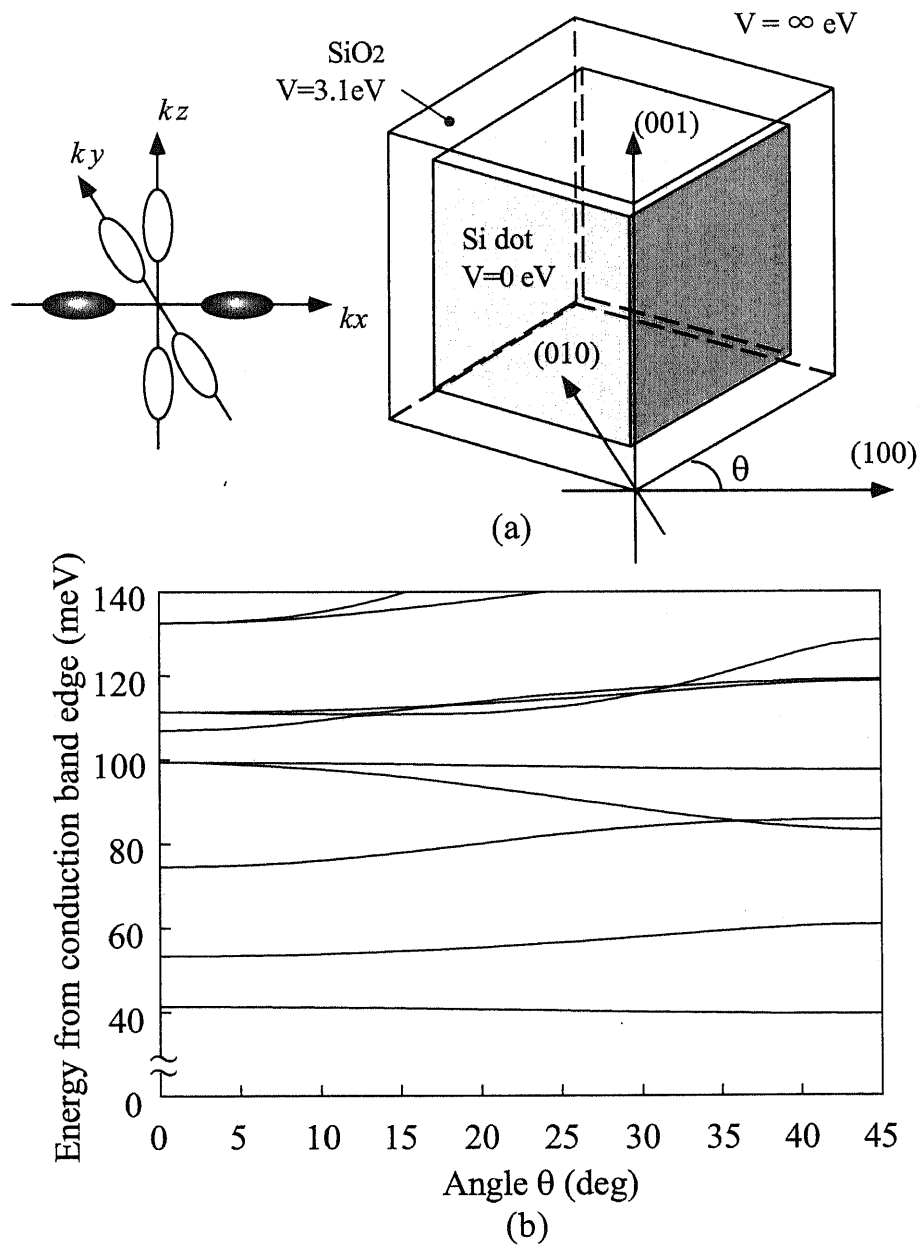 V = ∞ eV
SiO2
V=3.1eV
kz
ky
kx
(001)
Si dot
V=0 eV
(010)
(100)
θ
(a)
Energy from conduction band edge (meV)
140
120
100
80
60
40
0
0 5 10 15 20 25 30 35 40 45
Angle θ (deg)
(b)